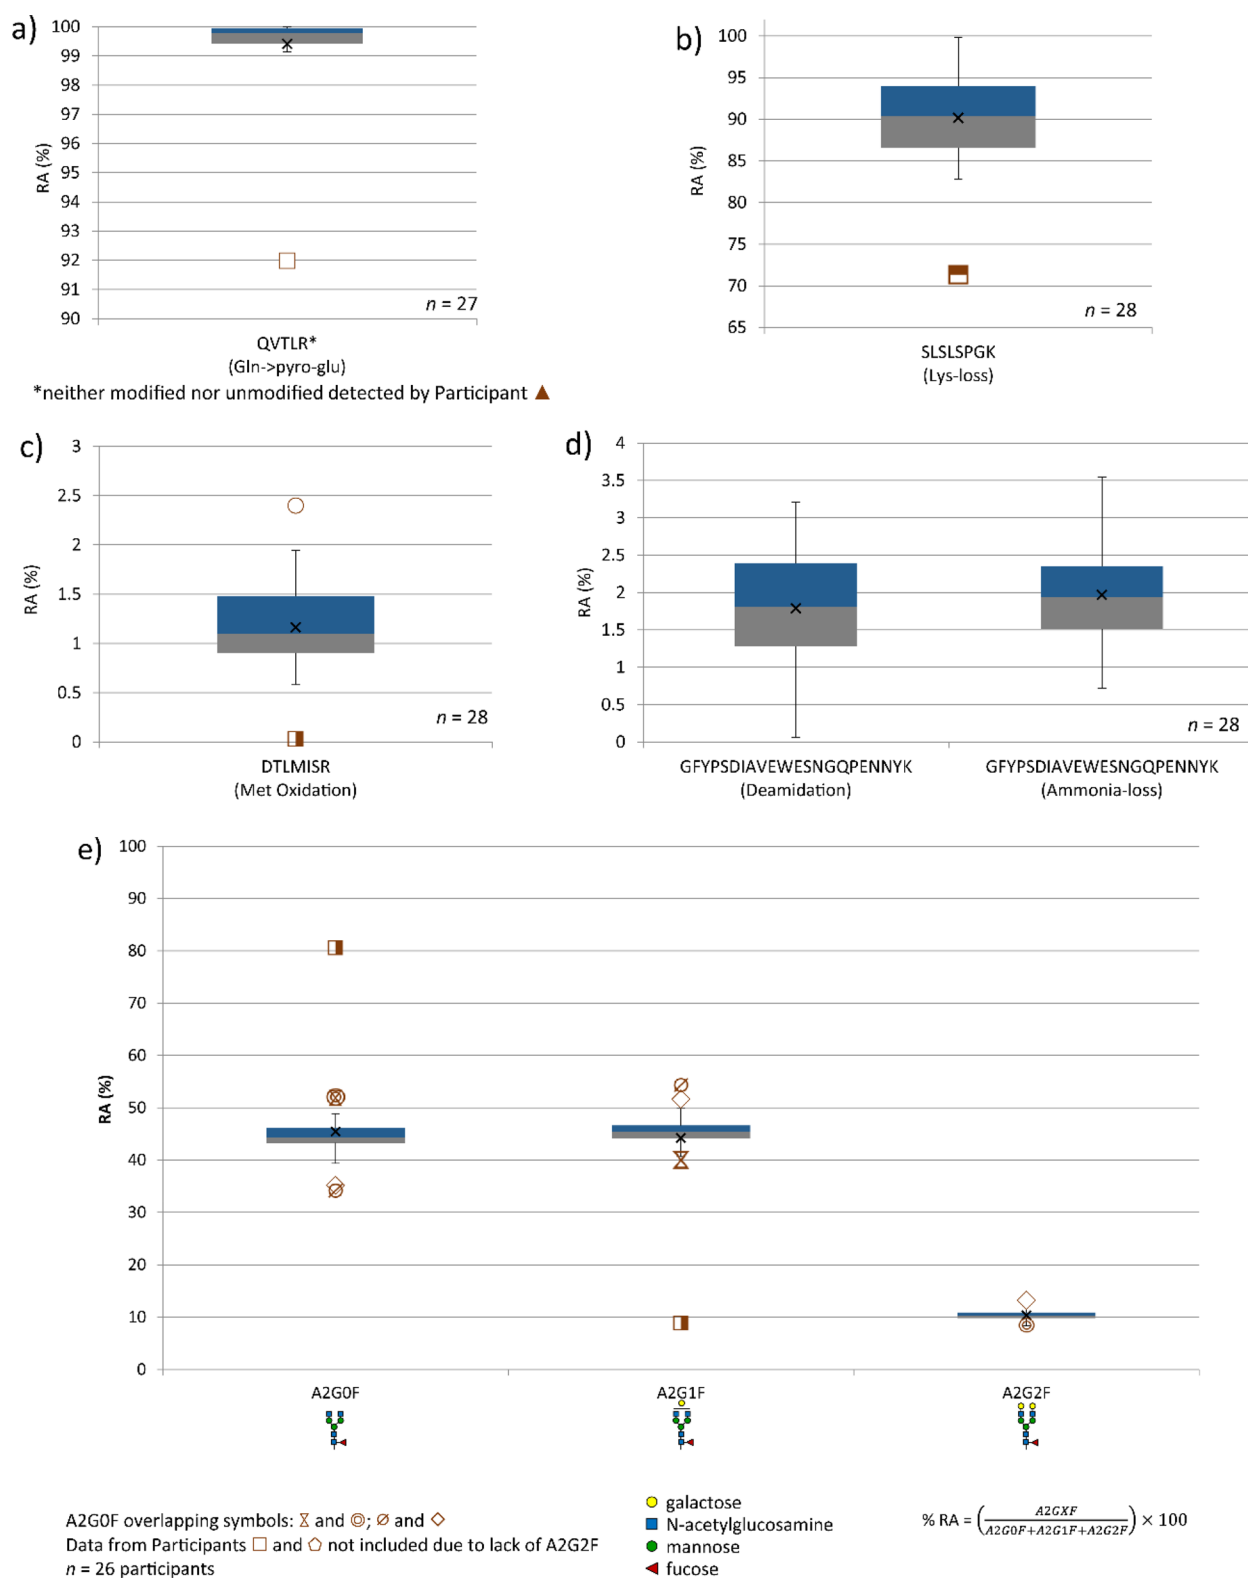 a)
100
99
98
97
96
95
94
93
92
91
90
RA (%)
n = 27
QVTLR*
(Gln->pyro-glu)
*neither modified nor unmodified detected by Participant
b)
100
95
90
85
80
75
70
65
RA (%)
n = 28
SLSLSPGK
(Lys-loss)
c)
3
2.5
2
1.5
1
0.5
0
RA (%)
n = 28
DTLMISR
(Met Oxidation)
d)
4
3.5
3
2.5
2
1.5
1
0.5
0
RA (%)
n = 28
GFYPSDIAVEWESNGQPENNYK
(Deamidation)
GFYPSDIAVEWESNGQPENNYK
(Ammonia-loss)
e)
100
90
80
70
60
50
40
30
20
10
0
RA (%)
A2G0F
A2G1F
A2G2F
A2G0F overlapping symbols: and ; and
Data from Participants and not included due to lack of A2G2F
n = 26 participants
galactose
N-acetylglucosamine
mannose
fucose
% RA = (A2GXF / A2G0F+A2G1F+A2G2F) × 100